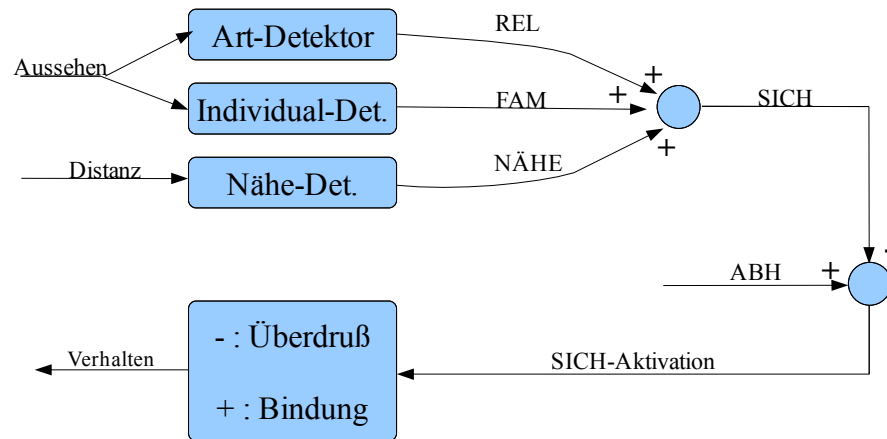 REL
Art-Detektor
+
Aussehen
+
SICH
Individual-Det.
FAM
+
Distanz
Nähe-Det.
NÄHE
ABH
+
-
- : Überdruß
Verhalten
SICH-Aktivation
+ : Bindung